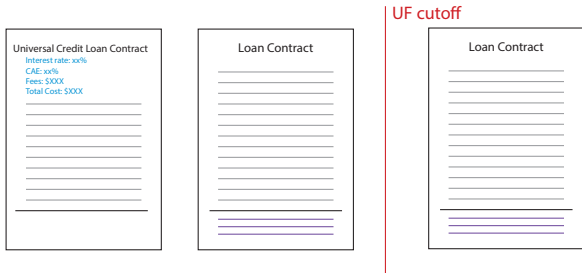 UF cutoff
Universal Credit Loan Contract
Interest rate: xx%
CAE: xx%
Fees: $XXX
Total Cost: $XXX
Loan Contract
Loan Contract